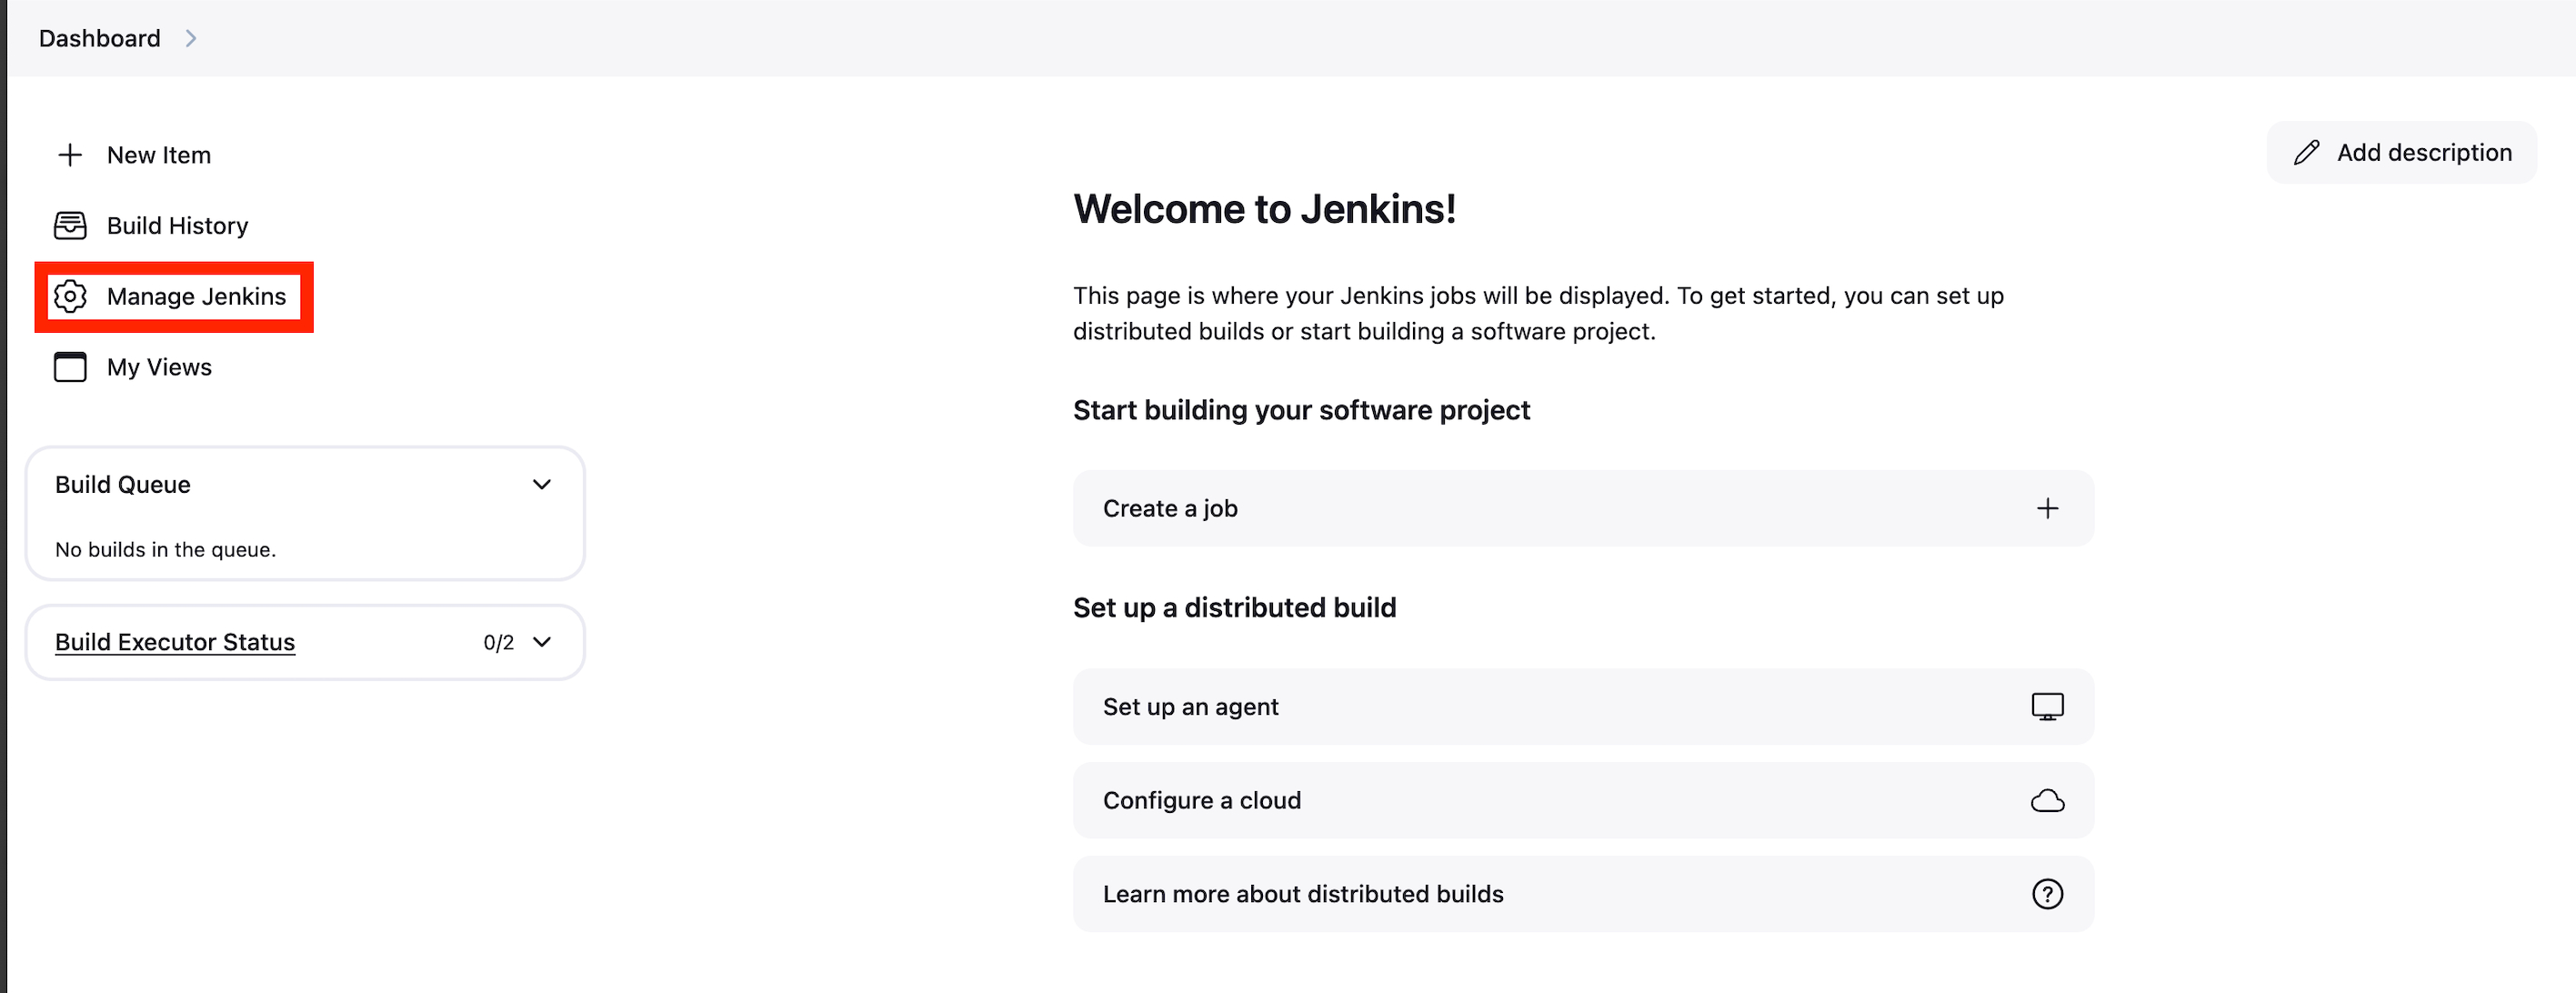 Dashboard
New Item
Build History
Manage Jenkins
My Views
Build Queue
No builds in the queue.
Build Executor Status 0/2
Add description
Welcome to Jenkins!
This page is where your Jenkins jobs will be displayed. To get started, you can set up
distributed builds or start building a software project.
Start building your software project
Create a job
Set up a distributed build
Set up an agent
Configure a cloud
Learn more about distributed builds